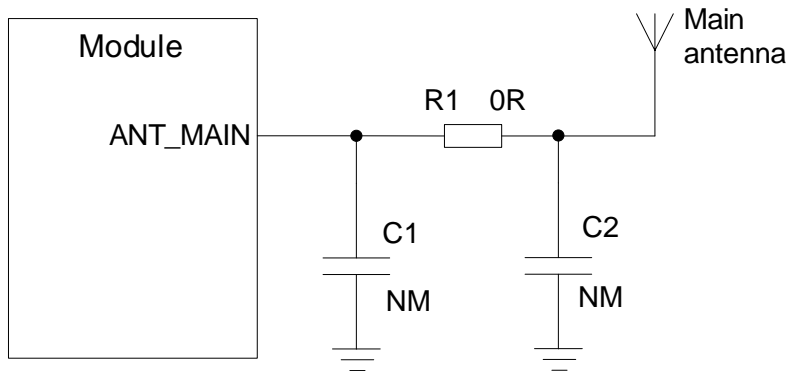 Main
antenna
Module
R1 0R
ANT_MAIN
C1
C2
NM
NM